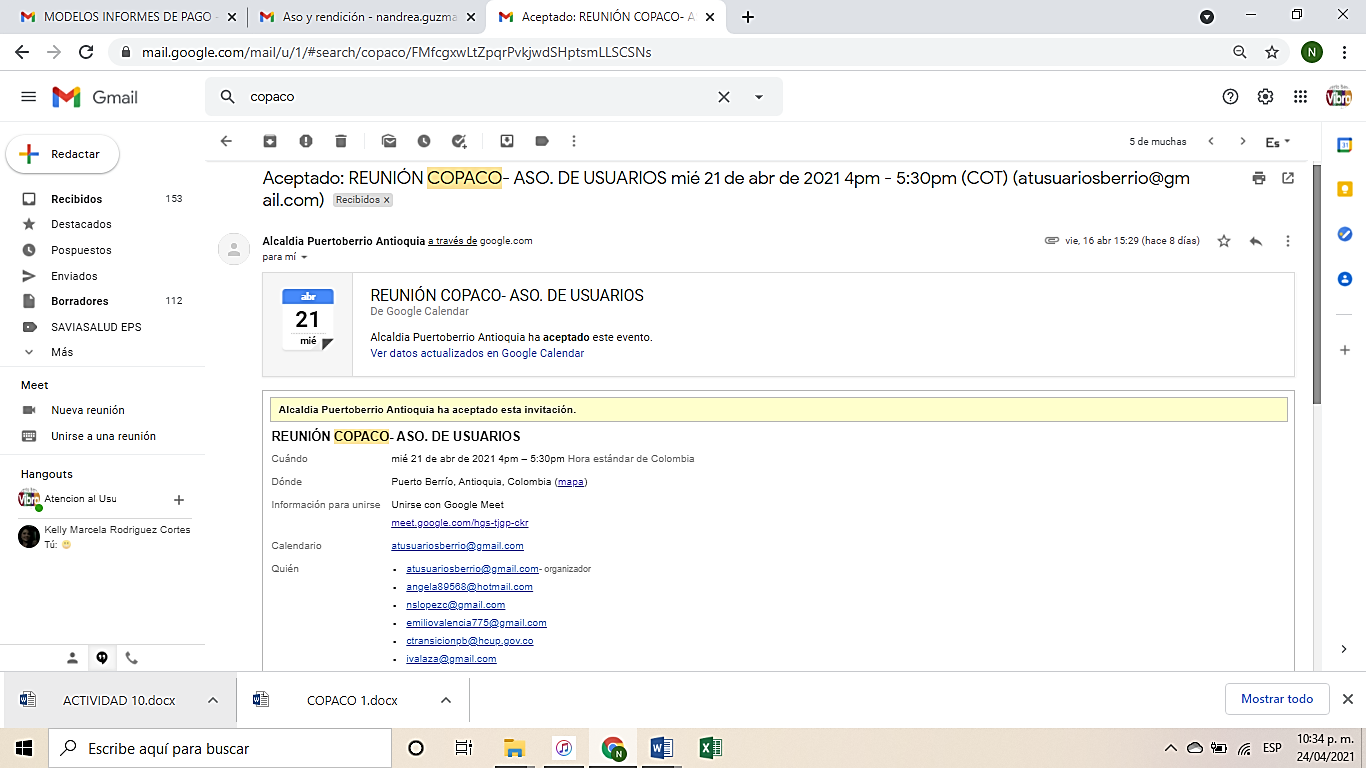 MODELOS INFORMES DE PAGO -
Aso y rendición - nandrea.guzma
Aceptado: REUNIÓN COPACO- A
mail.google.com/mail/u/1/#search/copaco/FMfcgxwLtZpqrPvkjwdSHptsmLLSCSNs
N
Gmail
copaco
Redactar
5 de muchas
Es
Recibidos 153
Destacados
Pospuestos
Enviados
Borradores 112
SAVIASALUD EPS
Más
Meet
Nueva reunión
Unirse a una reunión
Hangouts
Atencion al Usu
Kelly Marcela Rodriguez Cortes
Tú:
Aceptado: REUNIÓN COPACO- ASO. DE USUARIOS mié 21 de abr de 2021 4pm - 5:30pm (COT) (atusuariosberrio@gm
ail.com) Recibidos ×
Alcaldia Puertoberrio Antioquia a través de google.com
vie, 16 abr 15:29 (hace 8 días)
para mí
abr
21
mié
REUNIÓN COPACO- ASO. DE USUARIOS
De Google Calendar
Alcaldia Puertoberrio Antioquia ha aceptado este evento.
Ver datos actualizados en Google Calendar
Alcaldia Puertoberrio Antioquia ha aceptado esta invitación.
REUNIÓN COPACO- ASO. DE USUARIOS
Cuándo mié 21 de abr de 2021 4pm – 5:30pm Hora estándar de Colombia
Dónde Puerto Berrío, Antioquia, Colombia (mapa)
Información para unirse Unirse con Google Meet
meet.google.com/hgs-tjgp-ckr
Calendario atusuariosberrio@gmail.com
Quién • atusuariosberrio@gmail.com- organizador
• angela89568@hotmail.com
• nslopezc@gmail.com
• emiliovalencia775@gmail.com
• ctransicionpb@hcup.gov.co
• ivalaza@gmail.com
ACTIVIDAD 10.docx
COPACO 1.docx
Mostrar todo
Escribe aquí para buscar
ESP
10:34 p. m.
24/04/2021